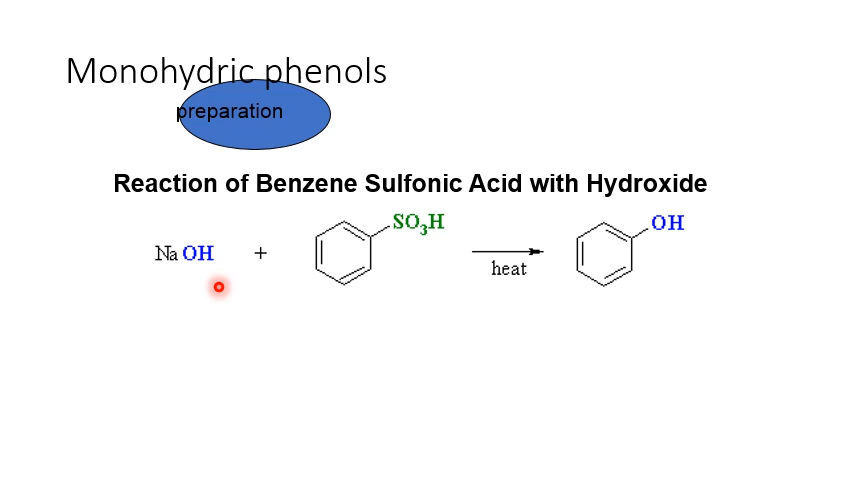 Monohydric phenols
preparation
Reaction of Benzene Sulfonic Acid with Hydroxide
Na OH + SO₃H heat OH